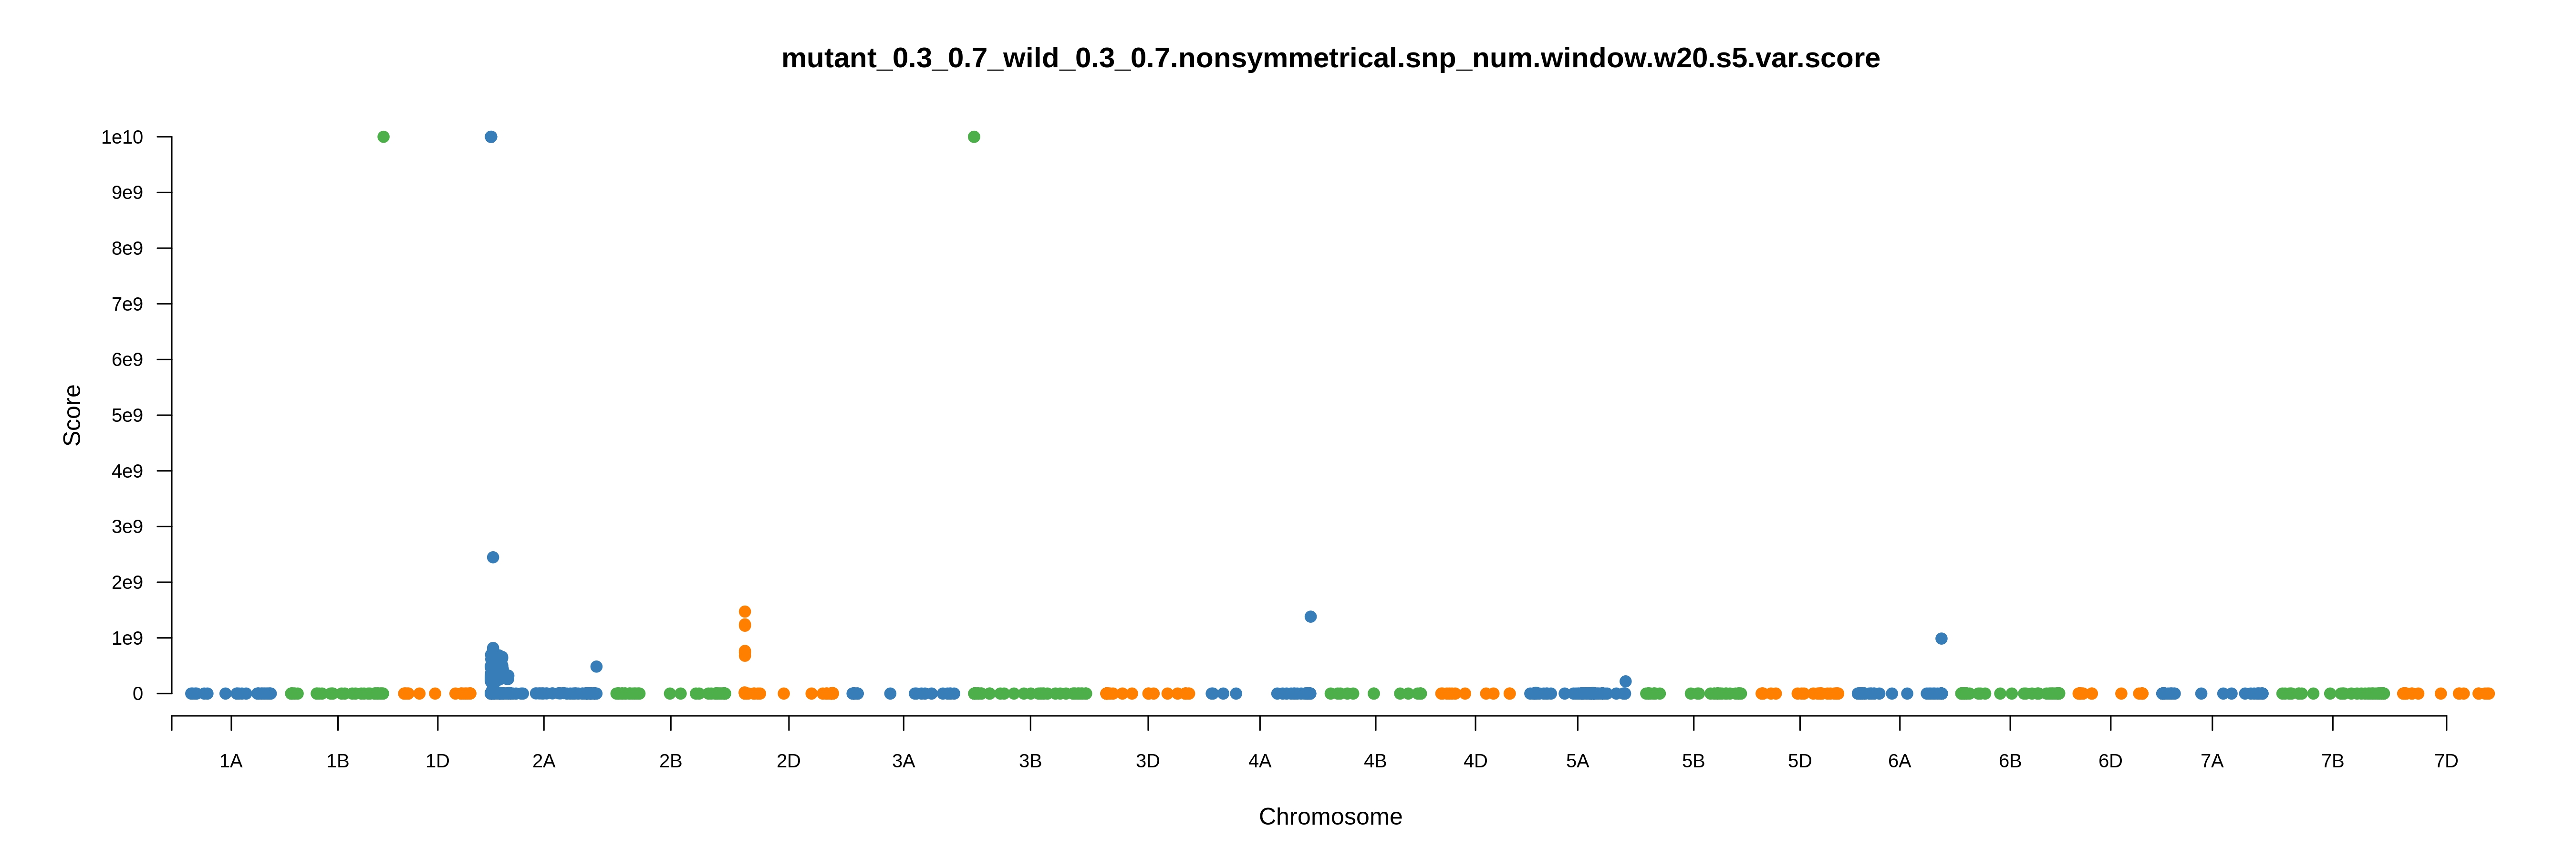 mutant_0.3_0.7_wild_0.3_0.7.nonsymmetrical.snp_num.window.w20.s5.var.score
1e10
9e9
8e9
7e9
6e9
5e9
4e9
3e9
2e9
1e9
0
Score
1A 1B 1D 2A 2B 2D 3A 3B 3D 4A 4B 4D 5A 5B 5D 6A 6B 6D 7A 7B 7D
Chromosome